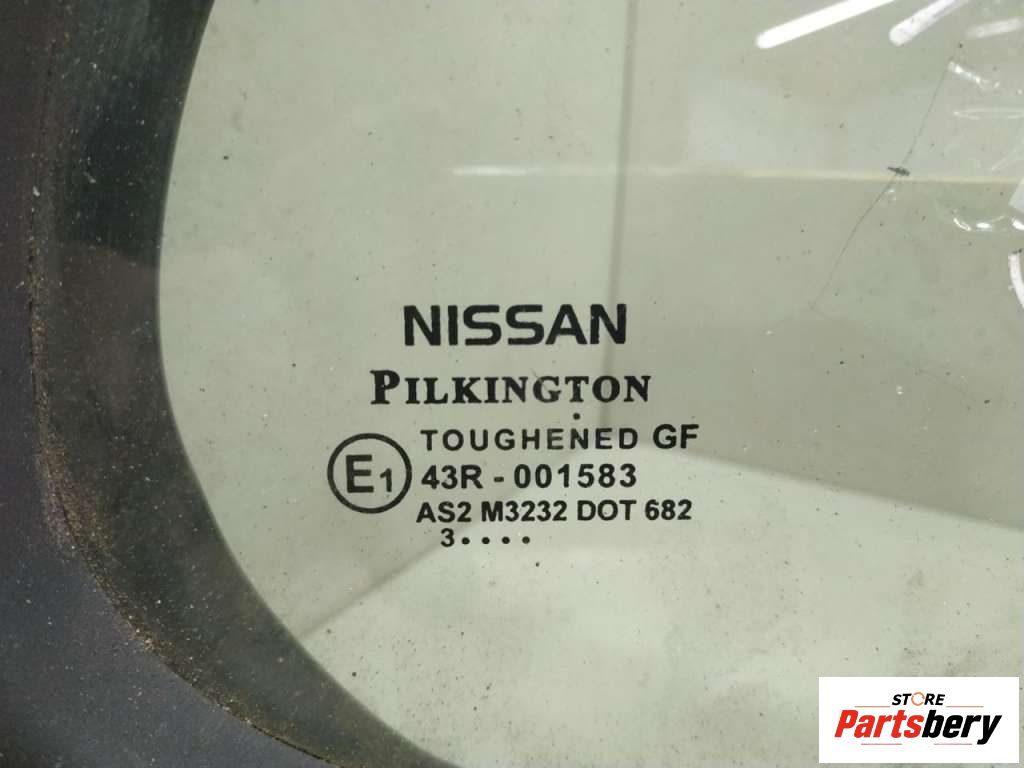 NISSAN
PILKINGTON
TOUGHENED GF
E1 43R - 001583
AS2 M3232 DOT 682
3 • • • •
STORE
Partsbery